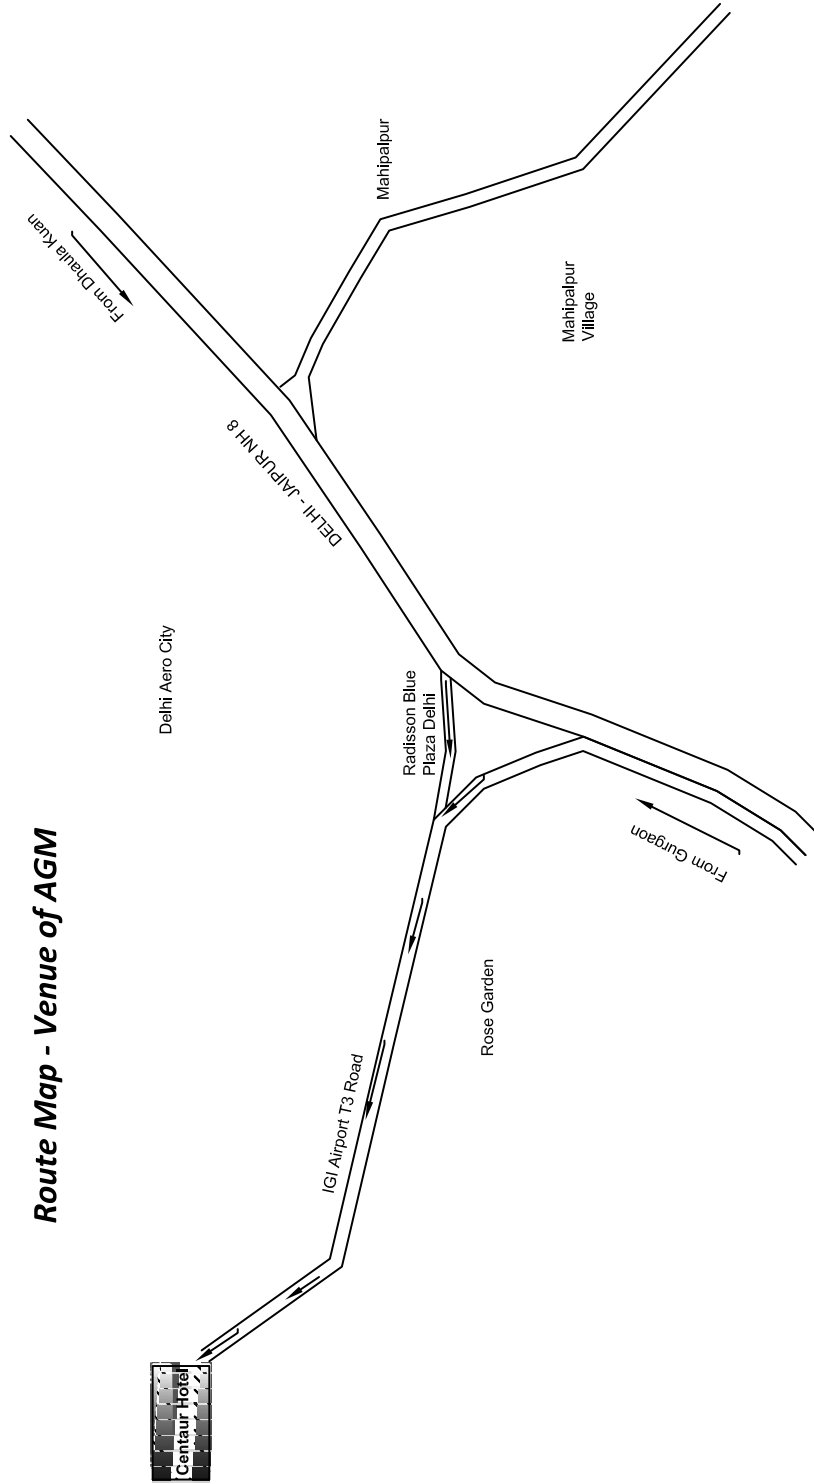 Route Map - Venue of AGM
Centaur Hotel
IGI Airport T3 Road
Rose Garden
Delhi Aero City
Radisson Blue
Plaza Delhi
From Gurgaon
DELHI - JAIPUR NH 8
From Dhaula Kuan
Mahipalpur
Mahipalpur
Village